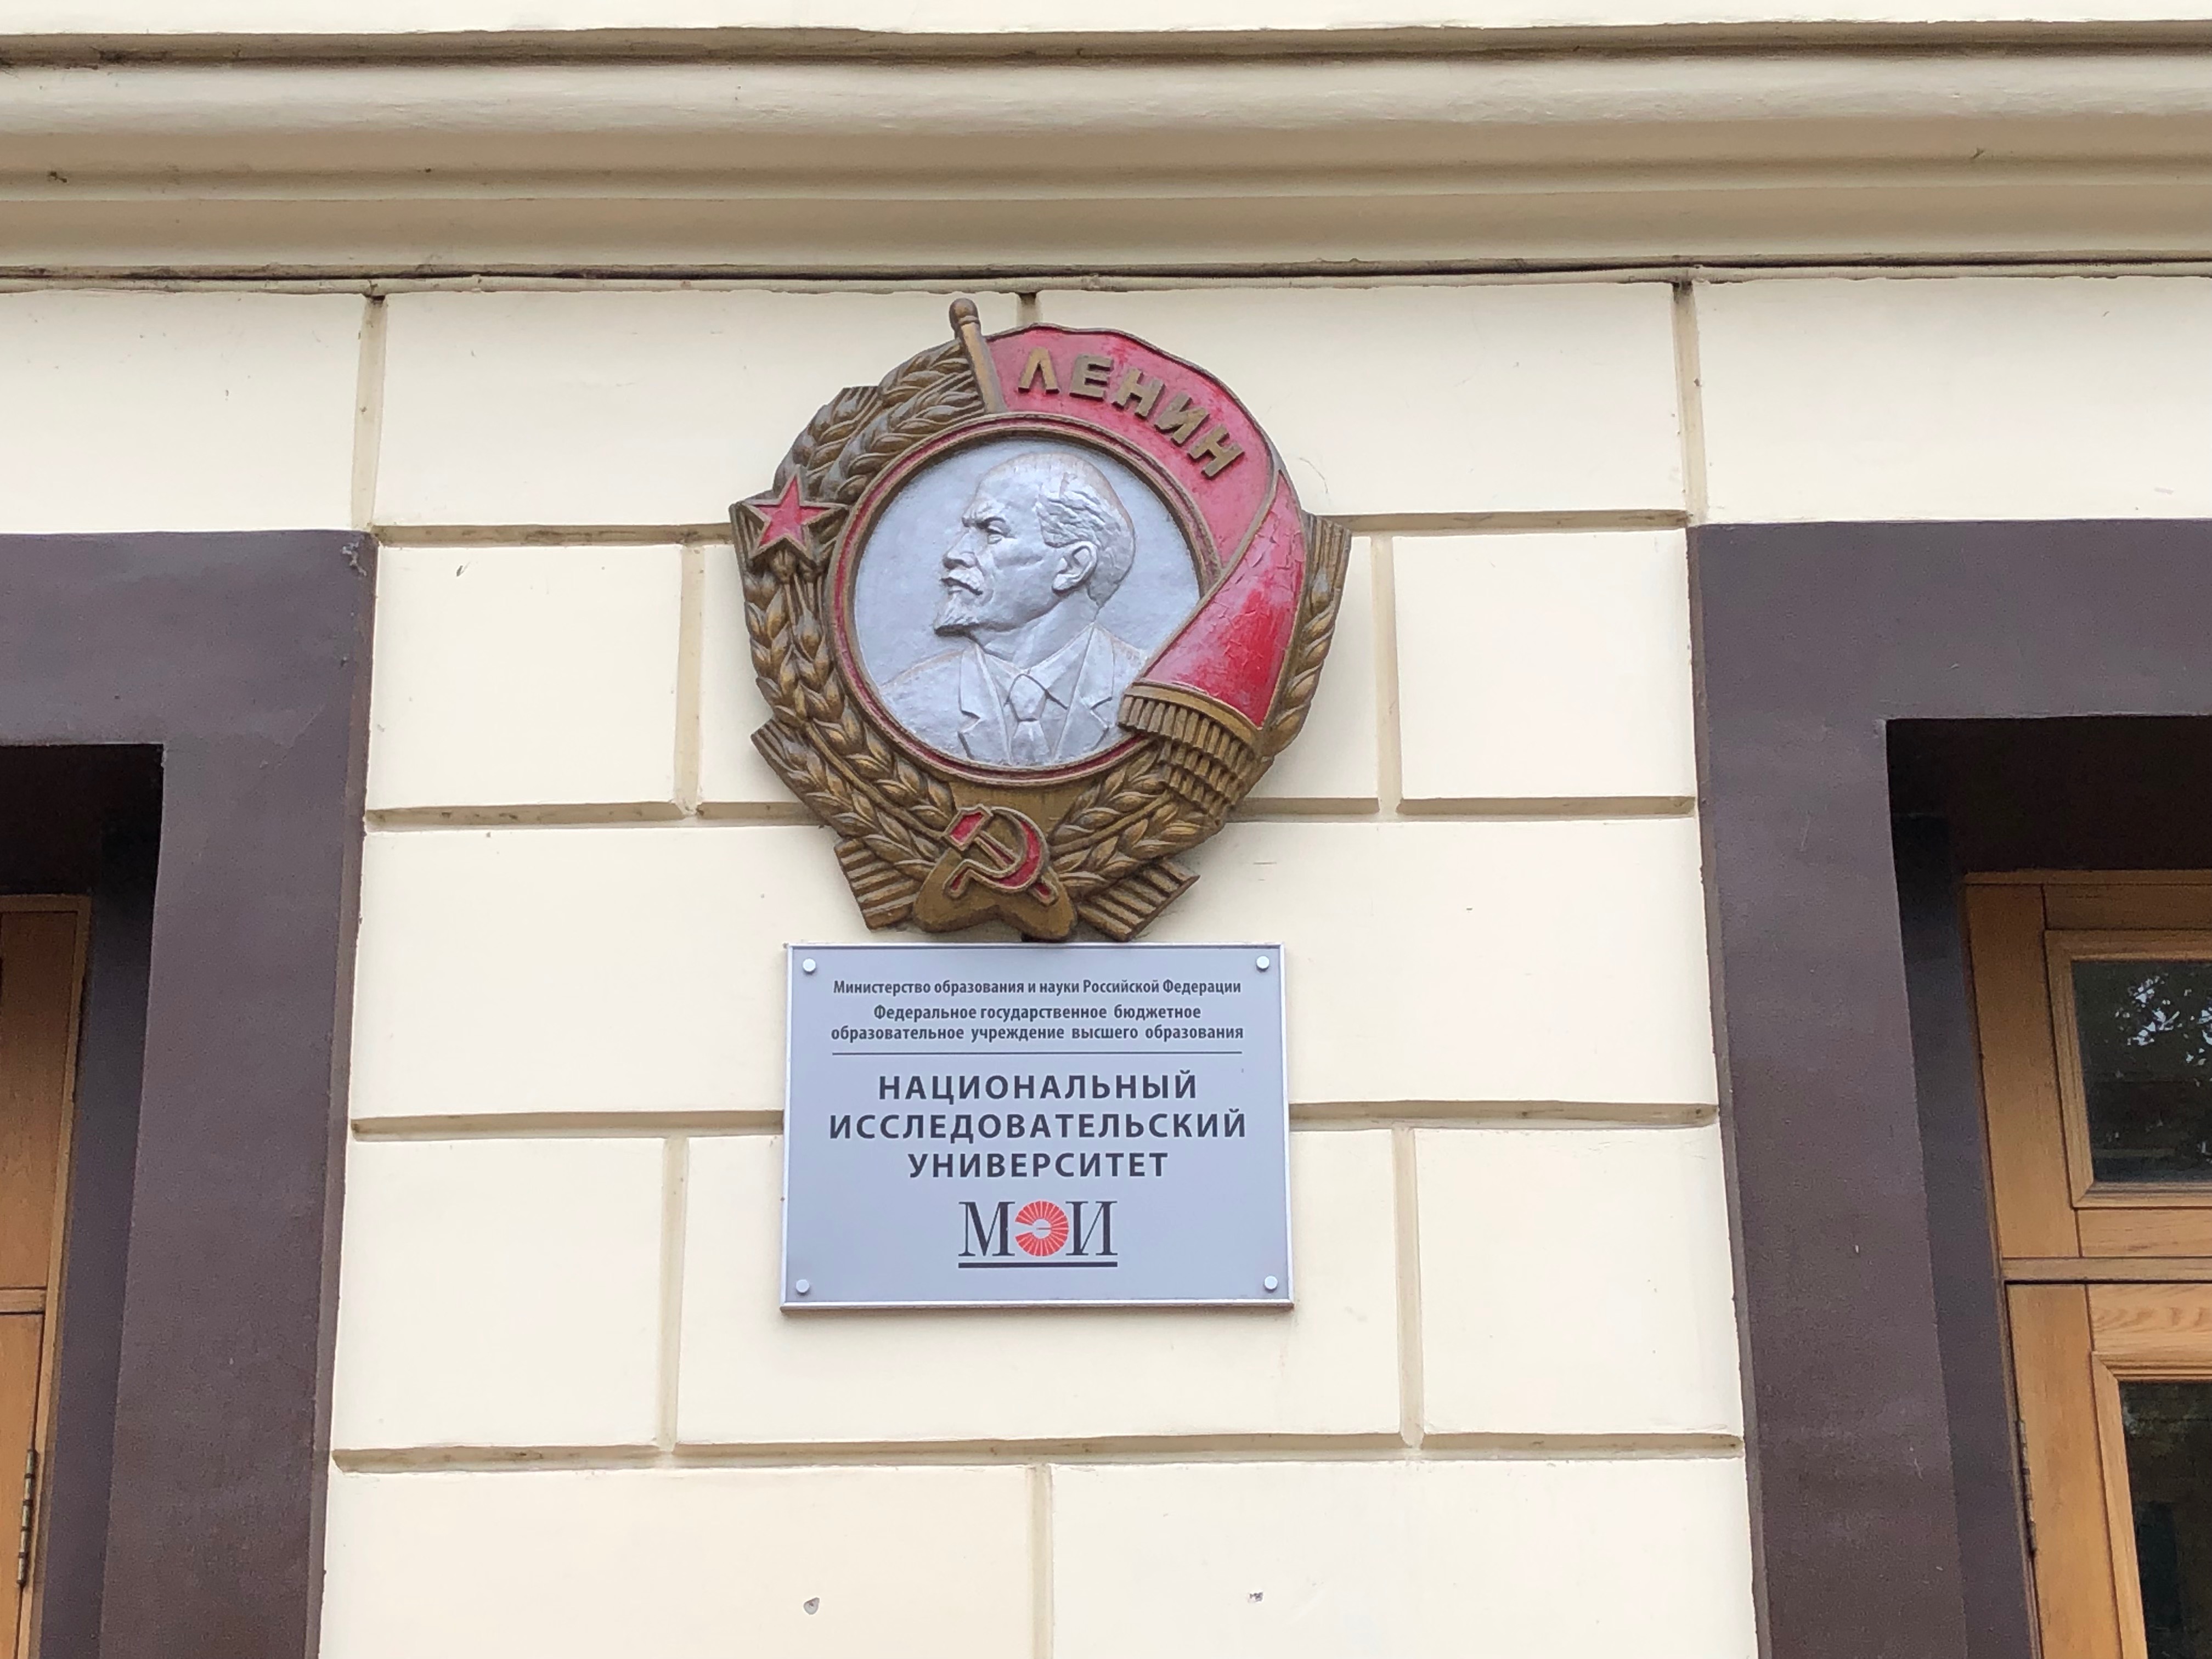 ЛЕНИН
Министерство образования и науки Российской Федерации
Федеральное государственное бюджетное
образовательное учреждение высшего образования
НАЦИОНАЛЬНЫЙ
ИССЛЕДОВАТЕЛЬСКИЙ
УНИВЕРСИТЕТ
МЭИ